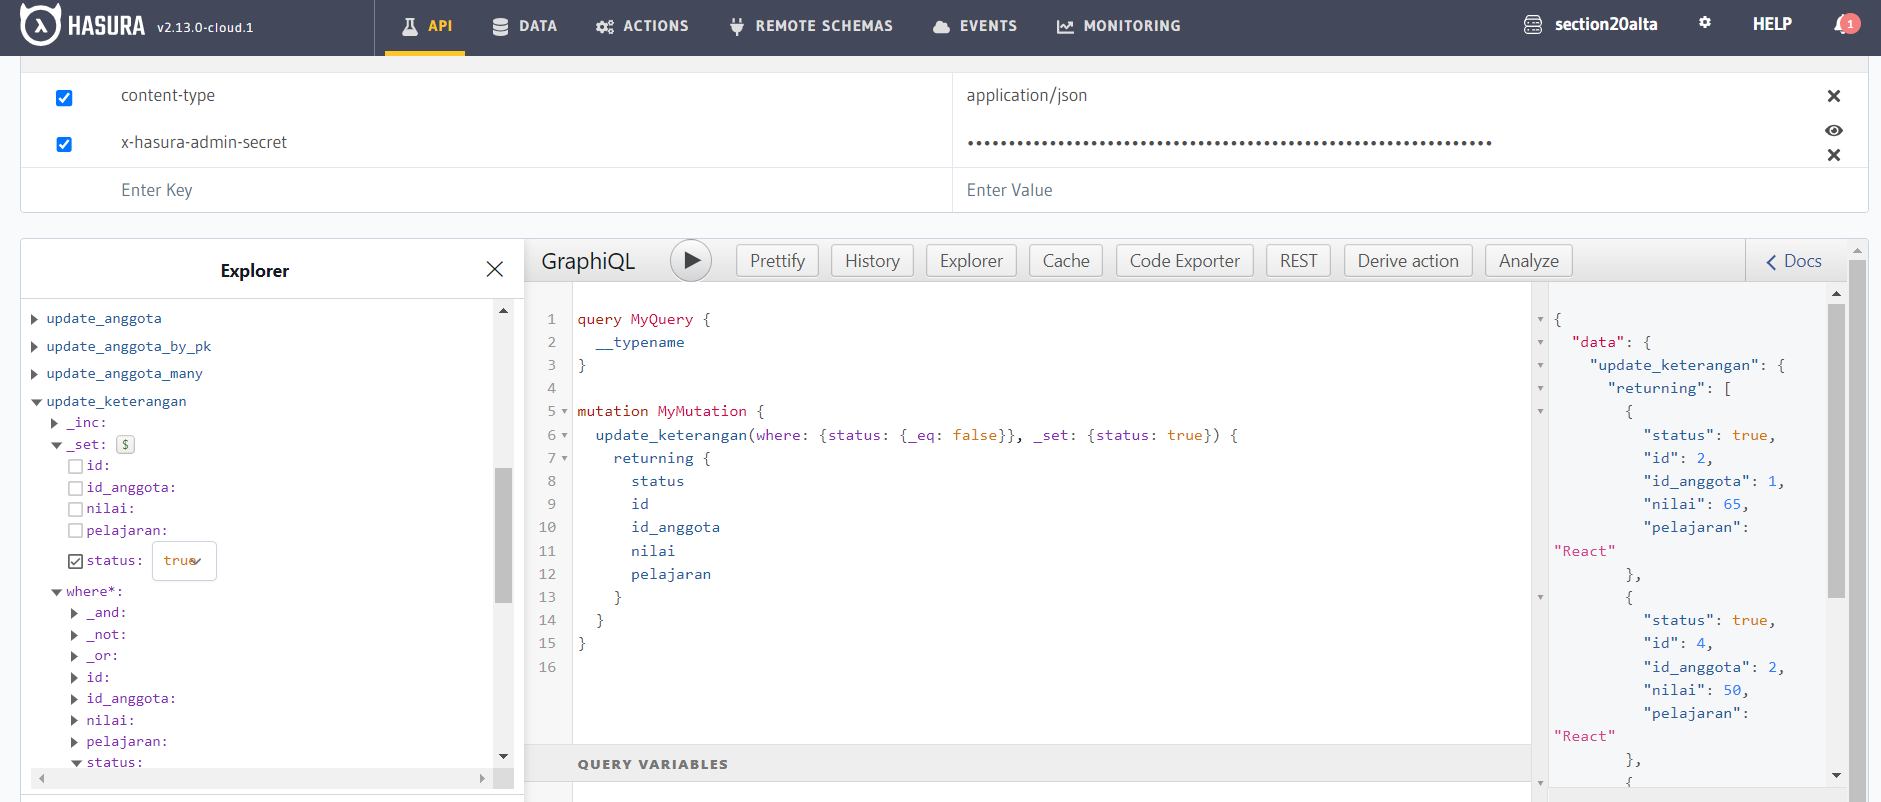 HASURA v2.13.0-cloud.1 API DATA ACTIONS REMOTE SCHEMAS EVENTS MONITORING section20alta HELP 1
content-type application/json
x-hasura-admin-secret ••••••••••••••••••••••••••••••••••••••••••••••••••••••••••••••••
Enter Key Enter Value
Explorer
update_anggota
update_anggota_by_pk
update_anggota_many
update_keterangan
_inc:
_set: $
id:
id_anggota:
nilai:
pelajaran:
status: true
where*:
_and:
_not:
_or:
id:
id_anggota:
nilai:
pelajaran:
status:
GraphiQL Prettify History Explorer Cache Code Exporter REST Derive action Analyze Docs
1 query MyQuery {
2 __typename
3 }
4
5 mutation MyMutation {
6 update_keterangan(where: {status: {_eq: false}}, _set: {status: true}) {
7 returning {
8 status
9 id
10 id_anggota
11 nilai
12 pelajaran
13 }
14 }
15 }
16
QUERY VARIABLES
{
"data": {
"update_keterangan": {
"returning": [
{
"status": true,
"id": 2,
"id_anggota": 1,
"nilai": 65,
"pelajaran":
"React"
},
{
"status": true,
"id": 4,
"id_anggota": 2,
"nilai": 50,
"pelajaran":
"React"
},
{